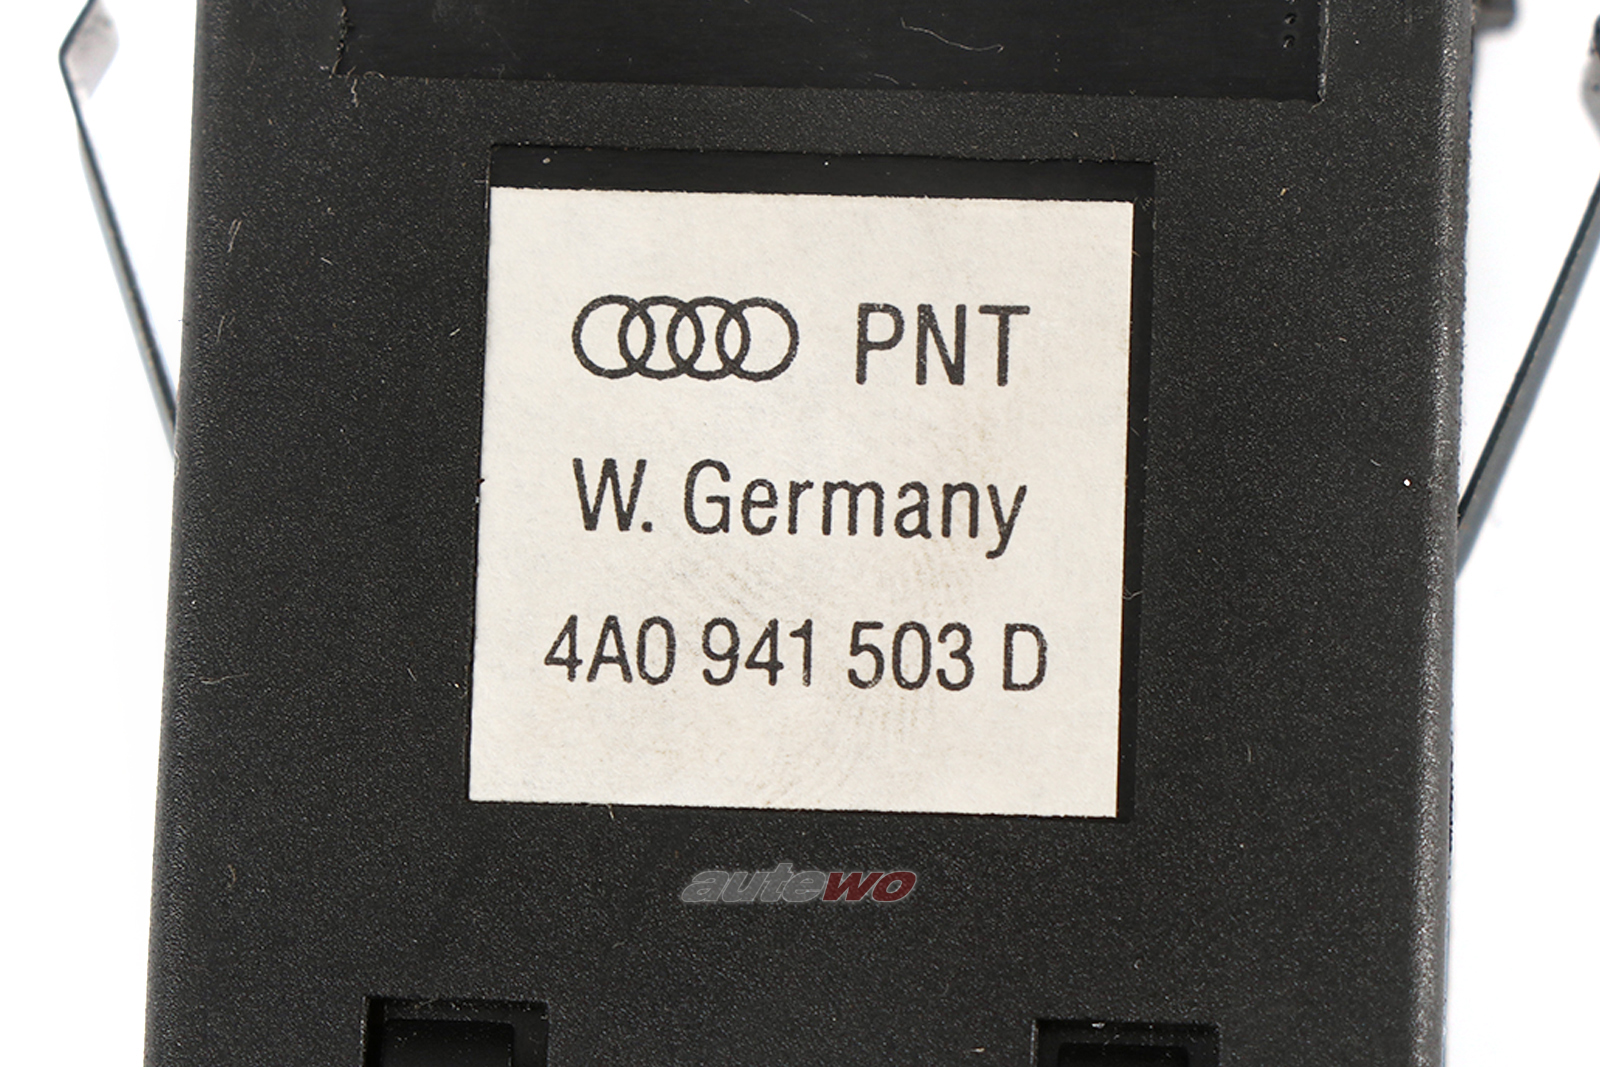 PNT
W. Germany
4A0 941 503 D
autewo